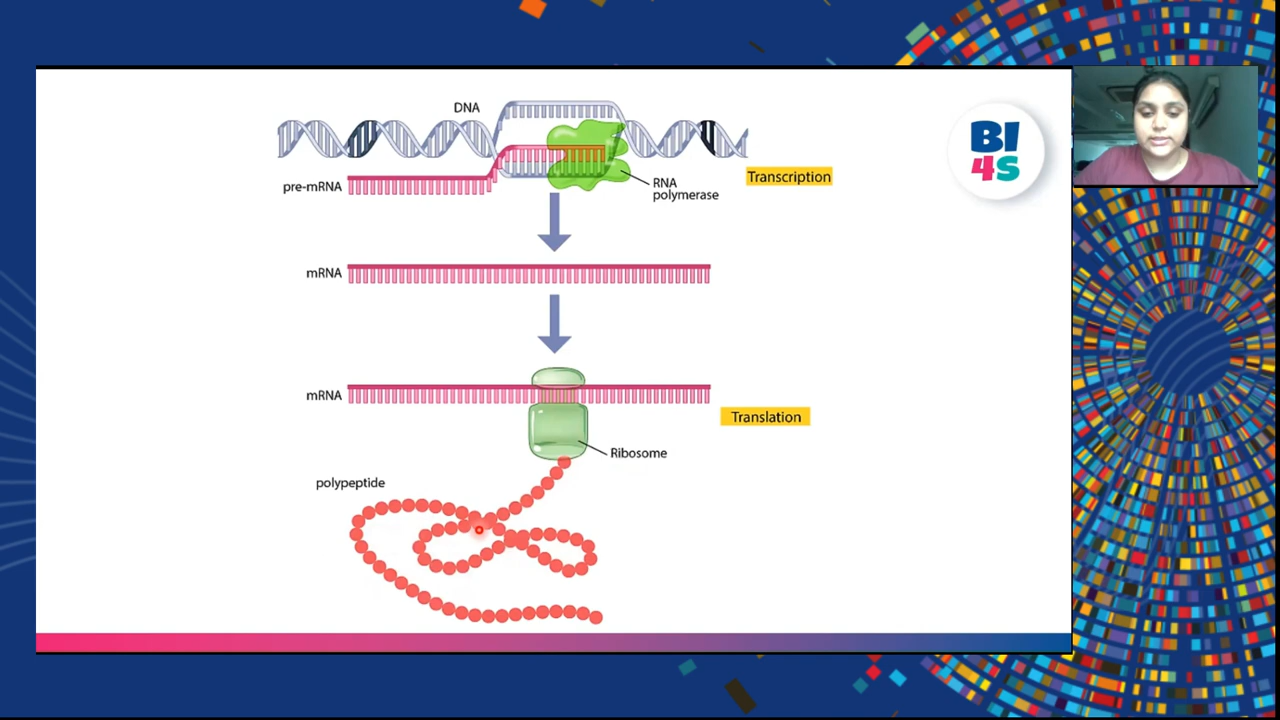 DNA
BI
4S
pre-mRNA
RNA
polymerase
Transcription
mRNA
mRNA
Translation
Ribosome
polypeptide